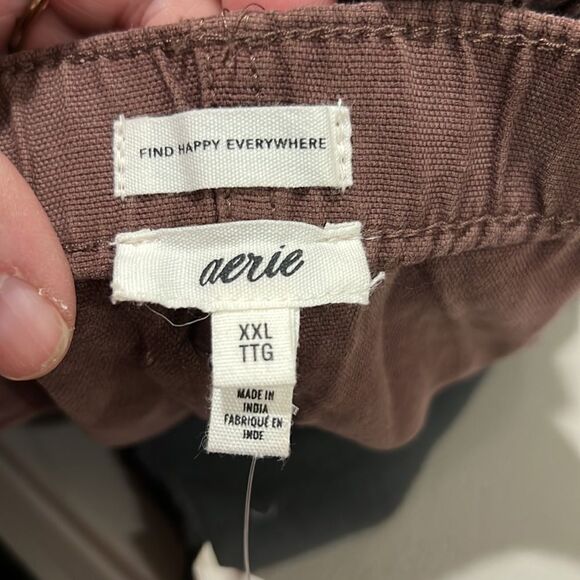 FIND HAPPY EVERYWHERE
aerie
XXL
TTG
MADE IN
INDIA
FABRIQUÉ EN
INDE